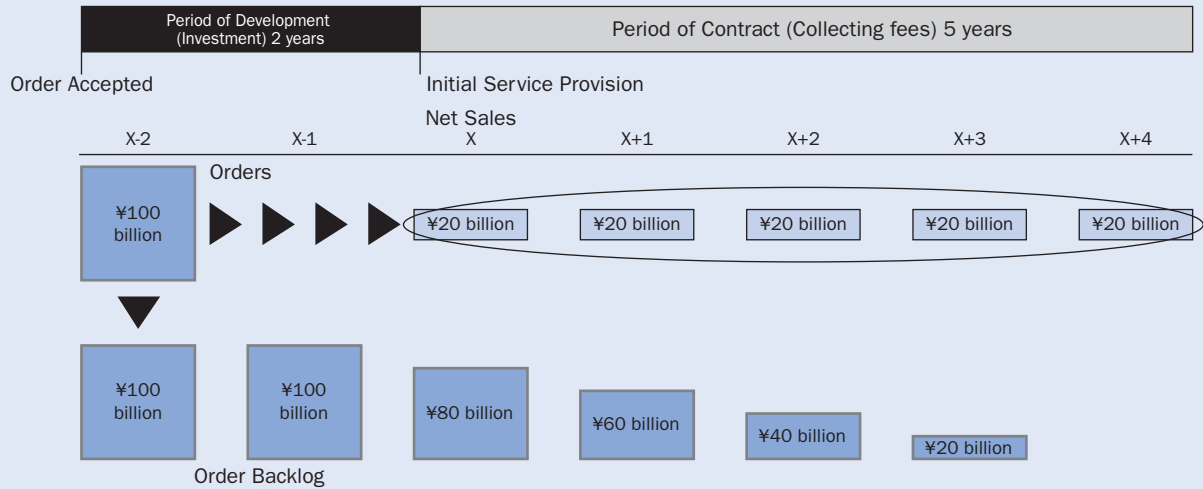 Period of Development
(Investment) 2 years
Period of Contract (Collecting fees) 5 years
Order Accepted
Initial Service Provision
Net Sales
X-2 X-1 X X+1 X+2 X+3 X+4
Orders
¥100
billion
¥20 billion ¥20 billion ¥20 billion ¥20 billion ¥20 billion
¥100
billion
¥100
billion
¥80 billion
¥60 billion
¥40 billion
¥20 billion
Order Backlog